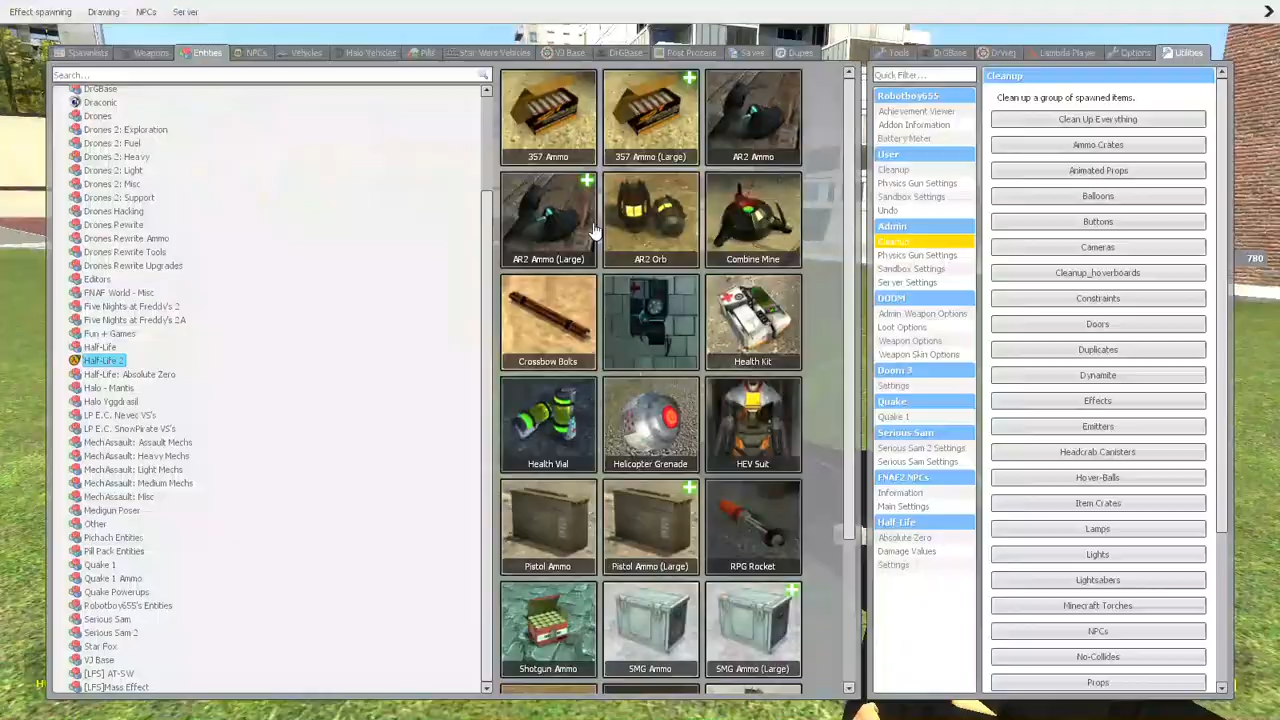 Effect spawning Drawing NPCs Server
Spawnlists Weapons Entities NPCs Vehicles Halo Vehicles Pill Star Wars Vehicles VJ Base DrGBase Post Process Saves Dupes
Tools DrGBase DrVrej Lambda Player Options Utilities
Search...
DrGBase
Draconic
Drones
Drones 2: Exploration
Drones 2: Fuel
Drones 2: Heavy
Drones 2: Light
Drones 2: Misc
Drones 2: Support
Drones Hacking
Drones Rewrite
Drones Rewrite Ammo
Drones Rewrite Tools
Drones Rewrite Upgrades
Editors
FNAF World - Misc
Five Nights at Freddy's 2
Five Nights at Freddy's 2A
Fun + Games
Half-Life
Half-Life 2
Half-Life: Absolute Zero
Halo - Mantis
Halo Yggdrasil
LP E.C. Nevec VS's
LP E.C. SnowPirate VS's
MechAssault: Assault Mechs
MechAssault: Heavy Mechs
MechAssault: Light Mechs
MechAssault: Medium Mechs
MechAssault: Misc
Medigun Poser
Other
Pichach Entities
Pill Pack Entities
Quake 1
Quake 1 Ammo
Quake Powerups
Robotboy655's Entities
Serious Sam
Serious Sam 2
Star Fox
VJ Base
[LFS] AT-SW
[LFS]Mass Effect
357 Ammo
357 Ammo (Large)
AR2 Ammo
AR2 Ammo (Large)
AR2 Orb
Combine Mine
Crossbow Bolts
Health Kit
Health Vial
Helicopter Grenade
HEV Suit
Pistol Ammo
Pistol Ammo (Large)
RPG Rocket
Shotgun Ammo
SMG Ammo
SMG Ammo (Large)
Quick Filter...
Robotboy655
Achievement Viewer
Addon Information
Battery Meter
User
Cleanup
Physics Gun Settings
Sandbox Settings
Undo
Admin
Cleanup
Physics Gun Settings
Sandbox Settings
Server Settings
DOOM
Admin Weapon Options
Loot Options
Weapon Options
Weapon Skin Options
Doom 3
Settings
Quake
Quake 1
Serious Sam
Serious Sam 2 Settings
Serious Sam Settings
FNAF2 NPCs
Information
Main Settings
Half-Life
Absolute Zero
Damage Values
Settings
Cleanup
Clean up a group of spawned items.
Clean Up Everything
Ammo Crates
Animated Props
Balloons
Buttons
Cameras
Cleanup_hoverboards
Constraints
Doors
Duplicates
Dynamite
Effects
Emitters
Headcrab Canisters
Hover-Balls
Item Crates
Lamps
Lights
Lightsabers
Minecraft Torches
NPCs
No-Collides
Props
780